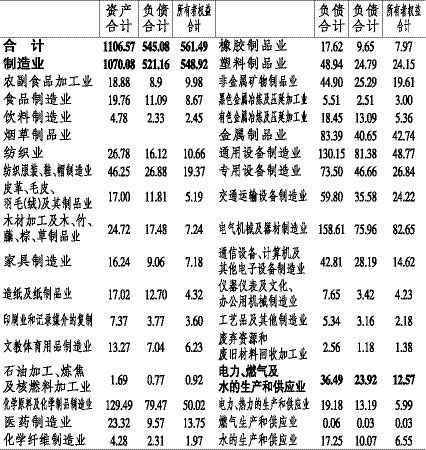 资产合计 负债合计 所有者权益合计 资产合计 负债合计 所有者权益合计
合 计 1106.57 545.08 561.49 橡胶制品业 17.62 9.65 7.97
制造业 1070.08 521.16 548.92 塑料制品业 48.94 24.79 24.15
农副食品加工业 18.88 8.9 9.98 非金属矿物制品业 44.90 25.29 19.61
食品制造业 19.76 11.09 8.67 黑色金属冶炼及压延加工业 5.51 2.51 3.00
饮料制造业 4.78 2.33 2.45 有色金属冶炼及压延加工业 18.45 13.09 5.36
烟草制品业 金属制品业 83.39 40.65 42.74
纺织业 26.78 16.12 10.66 通用设备制造业 130.15 81.38 48.77
纺织服装、鞋、帽制造业 46.25 26.88 19.37 专用设备制造业 73.50 46.66 26.84
皮革、毛皮、羽毛(绒)及其制品业 17.00 11.81 5.19 交通运输设备制造业 59.80 35.58 24.22
木材加工及木、竹、藤、棕、草制品业 24.72 17.48 7.24 电气机械及器材制造业 158.61 75.96 82.65
家具制造业 16.24 9.06 7.18 通信设备、计算机及其他电子设备制造业 42.81 28.19 14.62
造纸及纸制品业 17.02 12.70 4.32 仪器仪表及文化、办公用机械制造业 7.65 3.42 4.23
印刷业和记录媒介的复制 7.37 3.77 3.60 工艺品及其他制造业 5.34 3.16 2.18
文教体育用品制造业 13.27 7.04 6.23 废弃资源和废旧材料回收加工业 2.56 1.18 1.38
石油加工、炼焦及核燃料加工业 1.69 0.77 0.92 电力、燃气及水的生产和供应业 36.49 23.92 12.57
化学原料及化学制品制造业 129.49 79.47 50.02 电力、热力的生产和供应业 19.18 13.19 5.99
医药制造业 23.32 9.57 13.75 燃气生产和供应业 0.06 0.03 0.03
化学纤维制造业 4.28 2.31 1.97 水的生产和供应业 17.25 10.07 6.55